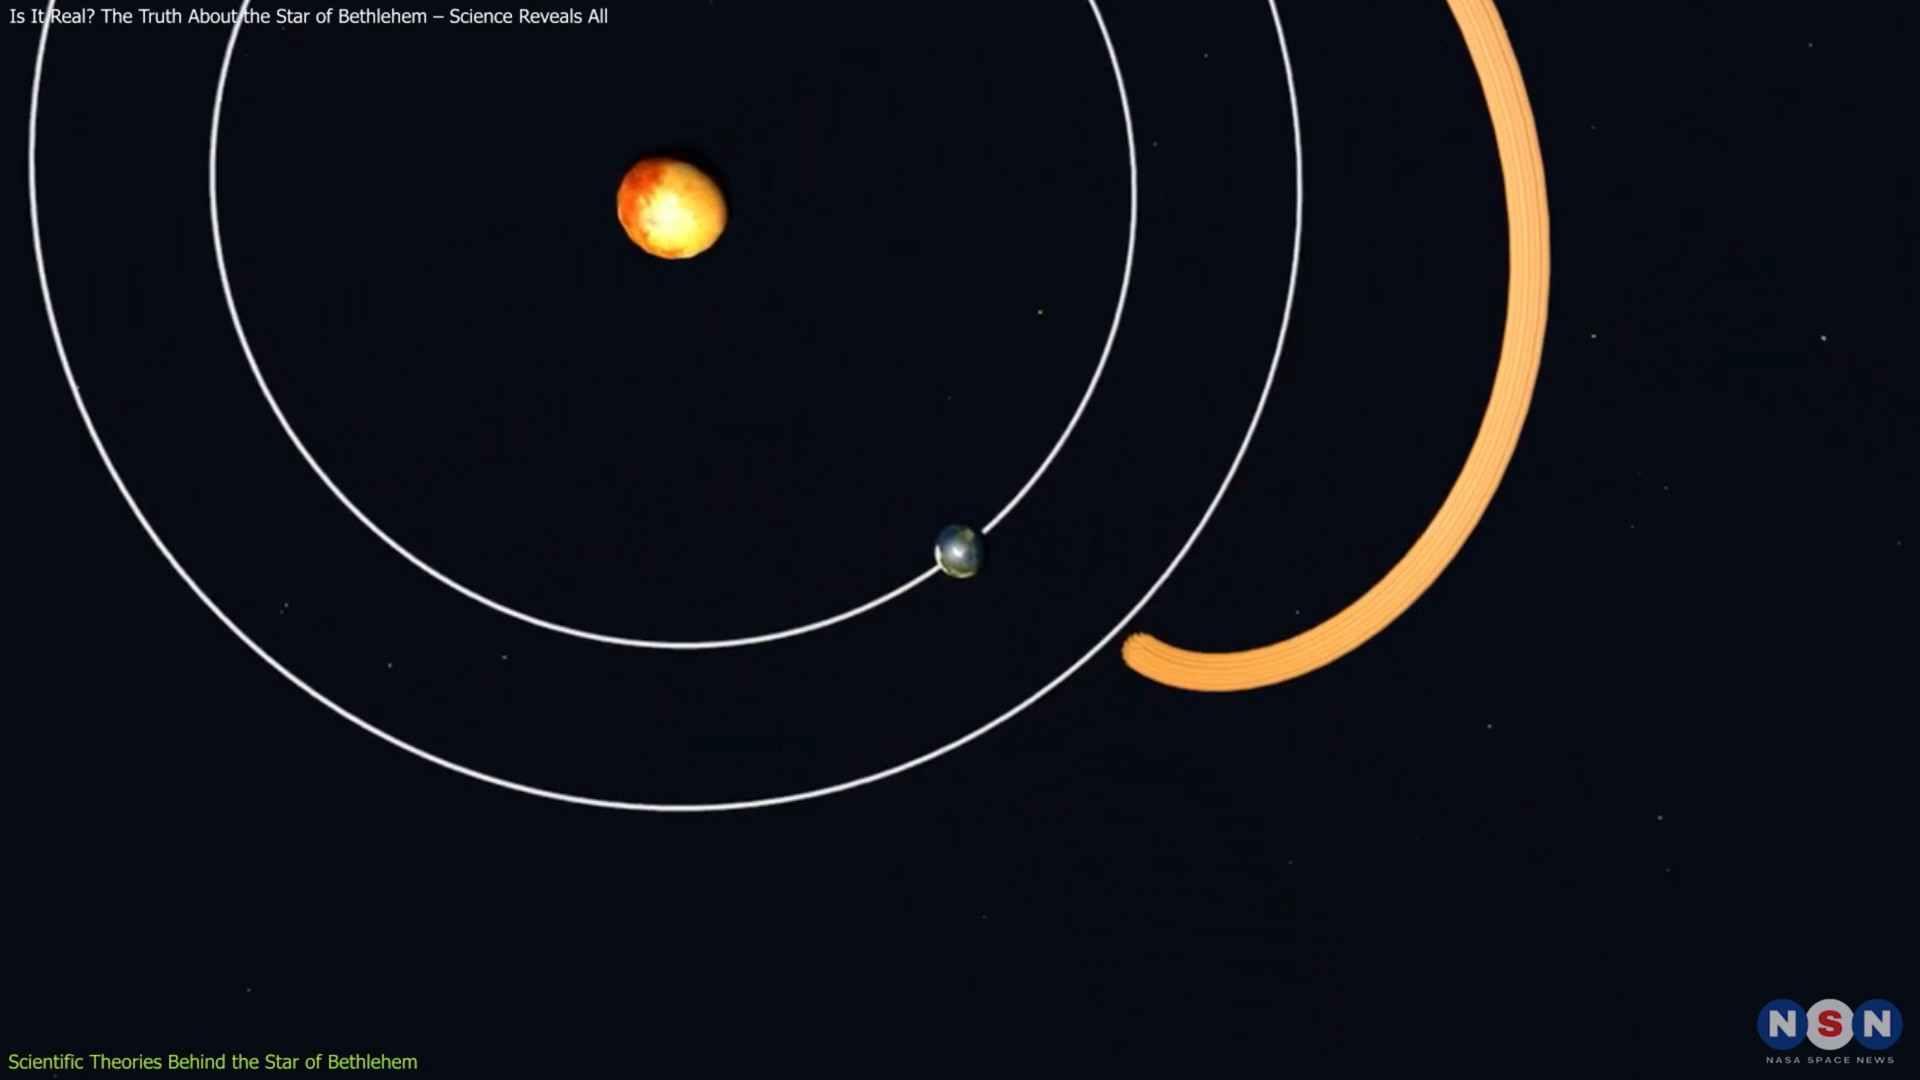 Is It Real? The Truth About the Star of Bethlehem – Science Reveals All
Scientific Theories Behind the Star of Bethlehem
NSN
NASA SPACE NEWS